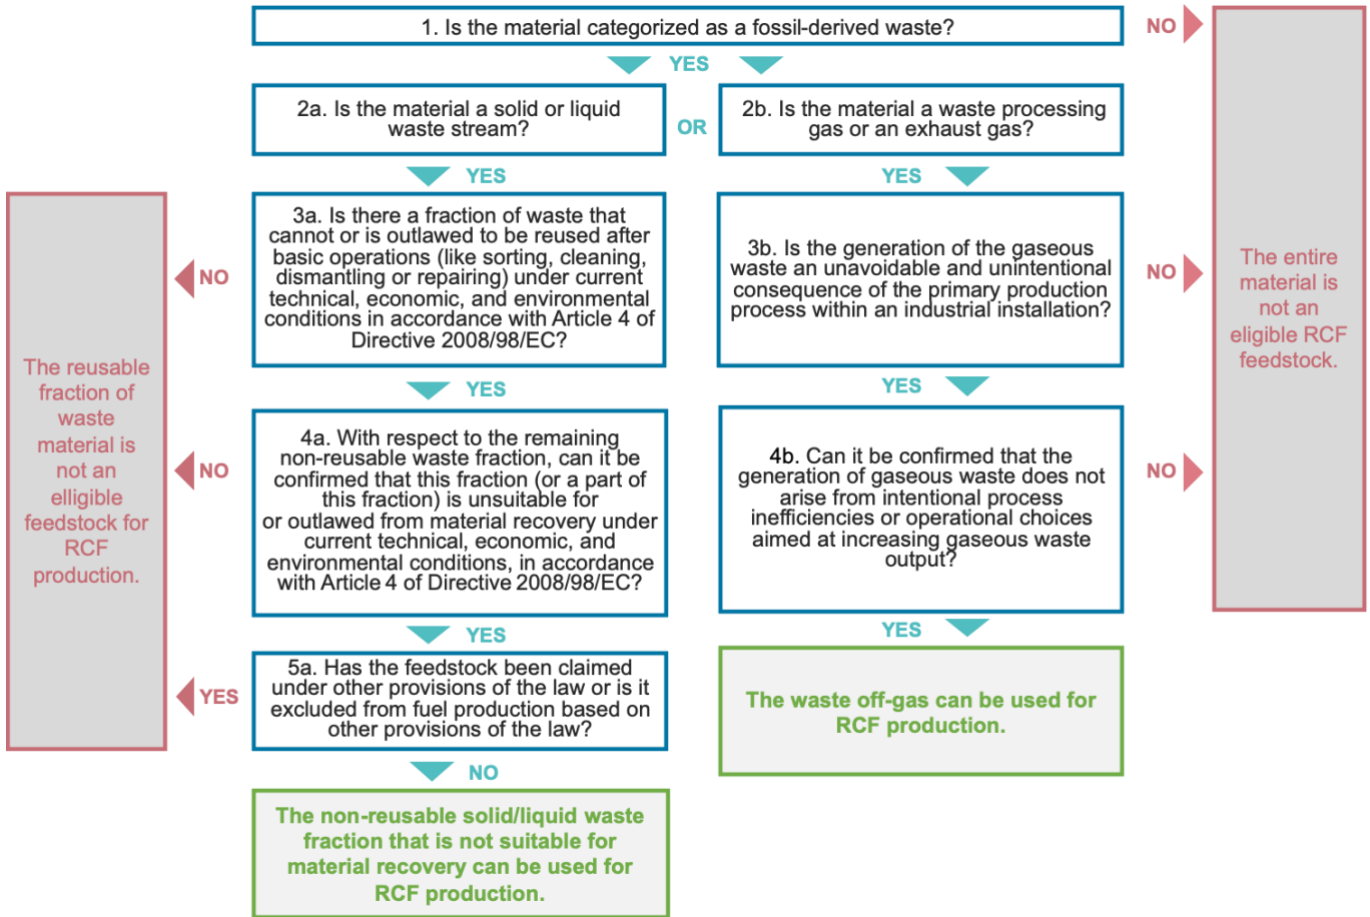 1. Is the material categorized as a fossil-derived waste?
NO
YES
2a. Is the material a solid or liquid
waste stream?
OR
2b. Is the material a waste processing
gas or an exhaust gas?
YES
YES
3a. Is there a fraction of waste that
cannot or is outlawed to be reused after
basic operations (like sorting, cleaning,
dismantling or repairing) under current
technical, economic, and environmental
conditions in accordance with Article 4 of
Directive 2008/98/EC?
NO
3b. Is the generation of the gaseous
waste an unavoidable and unintentional
consequence of the primary production
process within an industrial installation?
NO
The entire
material is
not an
eligible RCF
feedstock.
The reusable
fraction of
waste
material is
not an
elligible
feedstock for
RCF
production.
YES
YES
4a. With respect to the remaining
non-reusable waste fraction, can it be
confirmed that this fraction (or a part of
this fraction) is unsuitable for
or outlawed from material recovery under
current technical, economic, and
environmental conditions, in accordance
with Article 4 of Directive 2008/98/EC?
NO
4b. Can it be confirmed that the
generation of gaseous waste does not
arise from intentional process
inefficiencies or operational choices
aimed at increasing gaseous waste
output?
NO
YES
YES
5a. Has the feedstock been claimed
under other provisions of the law or is it
excluded from fuel production based on
other provisions of the law?
YES
The waste off-gas can be used for
RCF production.
NO
The non-reusable solid/liquid waste
fraction that is not suitable for
material recovery can be used for
RCF production.